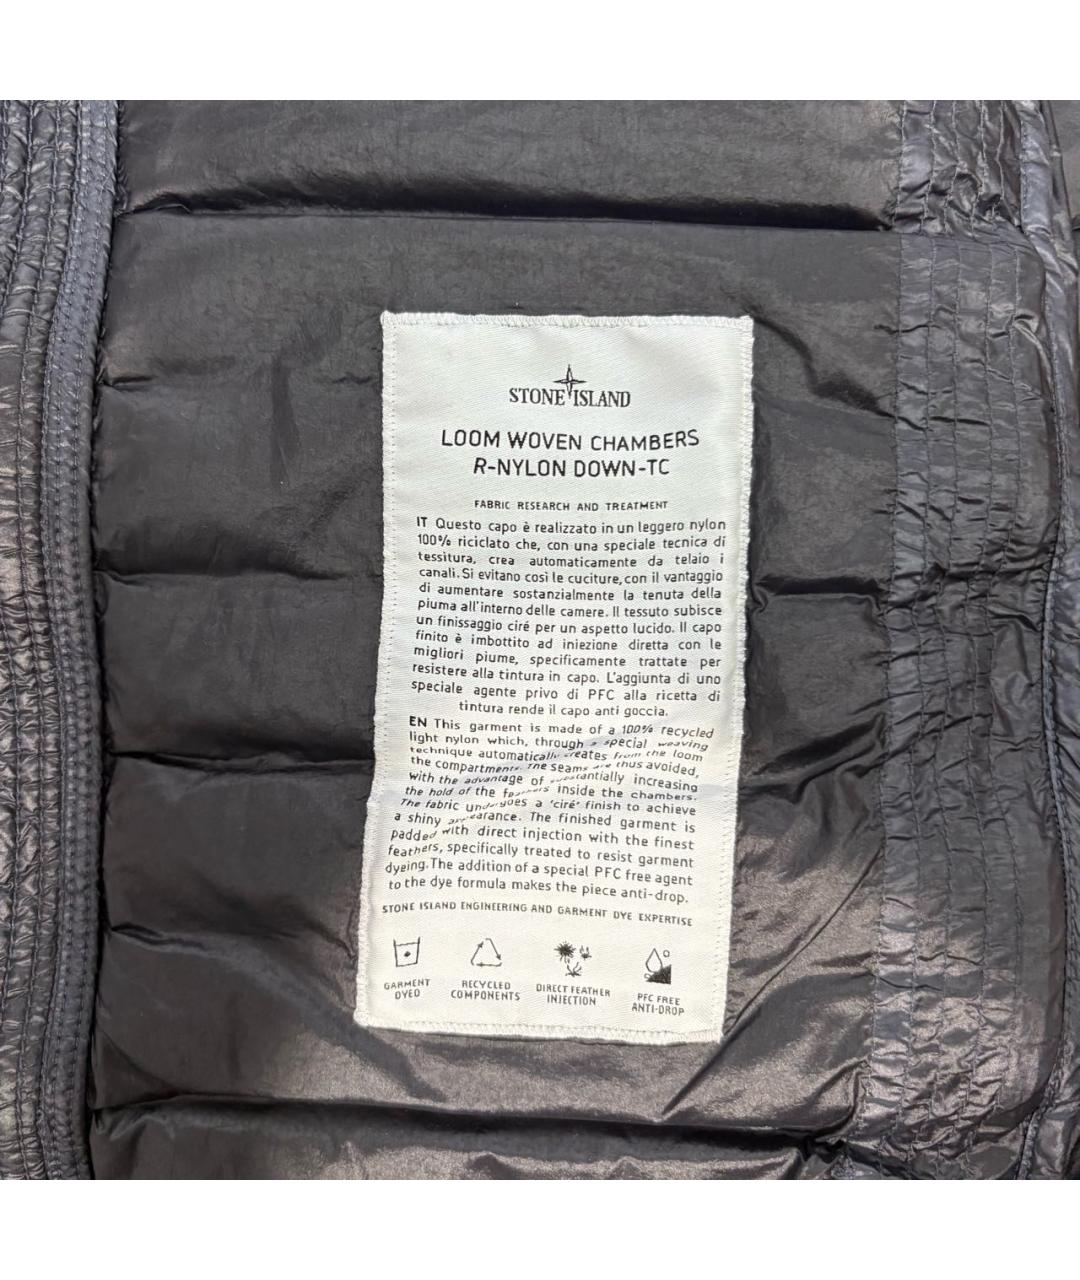 STONE ISLAND
LOOM WOVEN CHAMBERS
R-NYLON DOWN-TC
FABRIC RESEARCH AND TREATMENT
IT Questo capo è realizzato in un leggero nylon
100% riciclato che, con una speciale tecnica di
tessitura, crea automaticamente da telaio i
canali. Si evitano così le cuciture, con il vantaggio
di aumentare sostanzialmente la tenuta della
piuma all'interno delle camere. Il tessuto subisce
un finissaggio ciré per un aspetto lucido. Il capo
finito è imbottito ad iniezione diretta con le
migliori piume, specificamente trattate per
resistere alla tintura in capo. L'aggiunta di uno
speciale agente privo di PFC alla ricetta di
tintura rende il capo anti goccia.
EN This garment is made of a 100% recycled
light nylon which, through a special weaving
technique automatically creates from the loom
the compartments. The seams are thus avoided,
with the advantage of substantially increasing
the hold of the inside the chambers.
The fabric undergoes a 'ciré' finish to achieve
a shiny appearance. The finished garment is
padded with direct injection with the finest
feathers, specifically treated to resist garment
dyeing. The addition of a special PFC free agent
to the dye formula makes the piece anti-drop.
STONE ISLAND ENGINEERING AND GARMENT DYE EXPERTISE
GARMENT DYED
RECYCLED COMPONENTS
DIRECT FEATHER INJECTION
PFC FREE ANTI-DROP